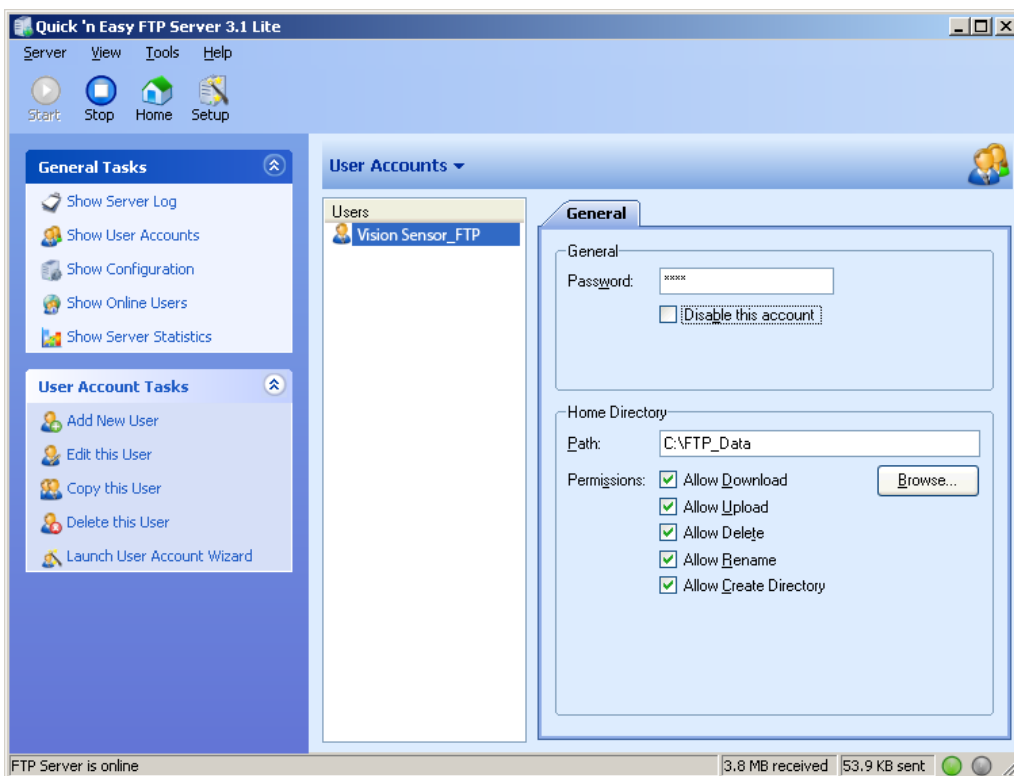 Quick 'n Easy FTP Server 3.1 Lite
Server View Tools Help
Start Stop Home Setup
General Tasks
Show Server Log
Show User Accounts
Show Configuration
Show Online Users
Show Server Statistics
User Account Tasks
Add New User
Edit this User
Copy this User
Delete this User
Launch User Account Wizard
User Accounts
Users
Vision Sensor_FTP
General
General
Password: ****
Disable this account
Home Directory
Path: C:\FTP_Data
Permissions: Allow Download Browse...
Allow Upload
Allow Delete
Allow Rename
Allow Create Directory
FTP Server is online 3.8 MB received 53.9 KB sent